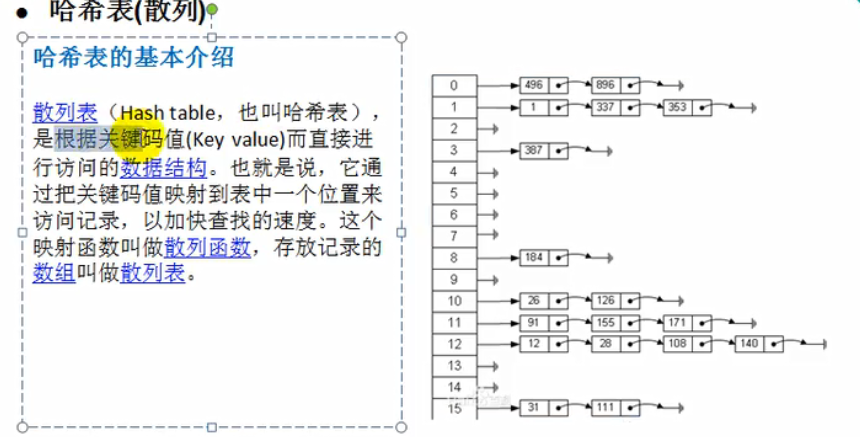 ● 哈希表(散列)
哈希表的基本介绍
散列表（Hash table，也叫哈希表），
是根据关键码值(Key value)而直接进
行访问的数据结构。也就是说，它通
过把关键码值映射到表中一个位置来
访问记录，以加快查找的速度。这个
映射函数叫做散列函数，存放记录的
数组叫做散列表。
0 496 896
1 1 337 353
2
3 387
4
5
6
7
8 184
9
10 26 126
11 91 155 171
12 12 28 108 140
13
14
15 31 111